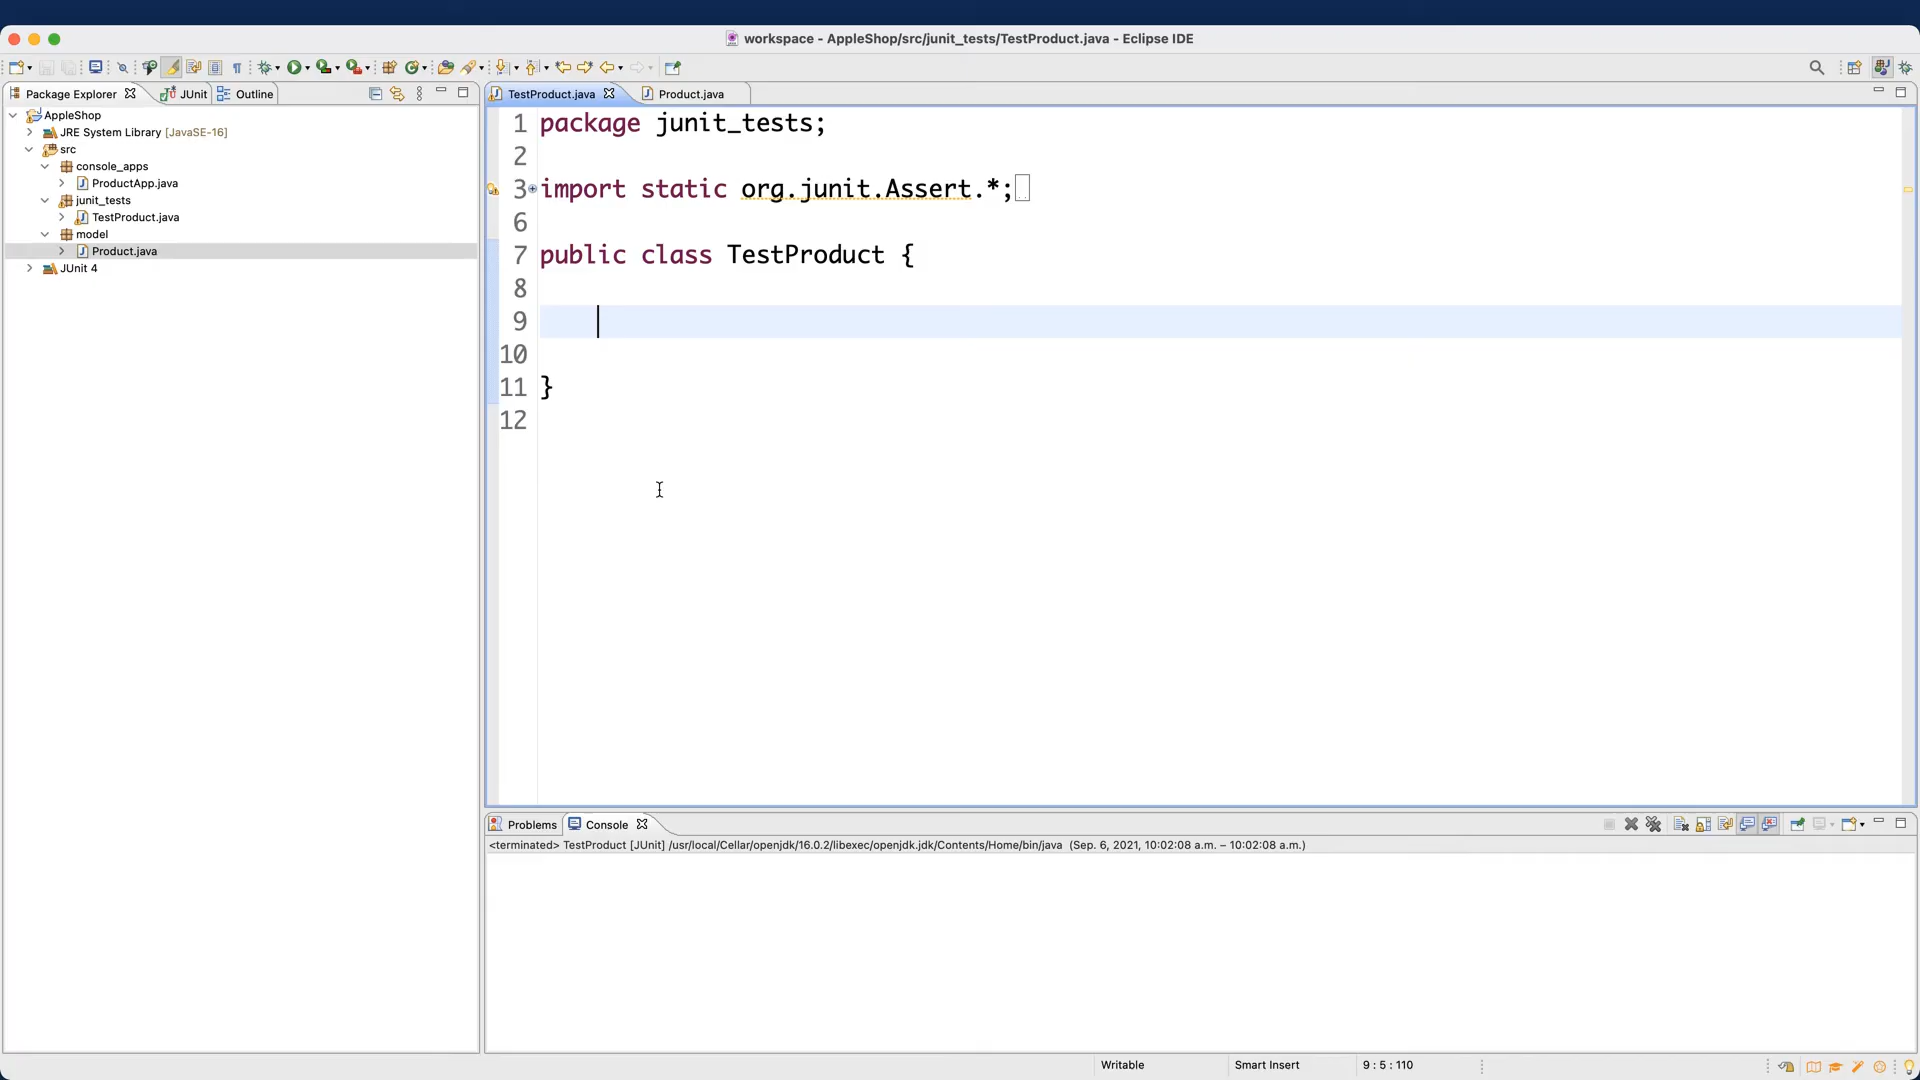 workspace - AppleShop/src/junit_tests/TestProduct.java - Eclipse IDE
Package Explorer
JUnit
Outline
AppleShop
JRE System Library [JavaSE-16]
src
console_apps
ProductApp.java
junit_tests
TestProduct.java
model
Product.java
JUnit 4
TestProduct.java
Product.java
1 package junit_tests;
2
3 import static org.junit.Assert.*;
6
7 public class TestProduct {
8
9
10
11 }
12
Problems
Console
<terminated> TestProduct [JUnit] /usr/local/Cellar/openjdk/16.0.2/libexec/openjdk.jdk/Contents/Home/bin/java (Sep. 6, 2021, 10:02:08 a.m. – 10:02:08 a.m.)
Writable
Smart Insert
9 : 5 : 110